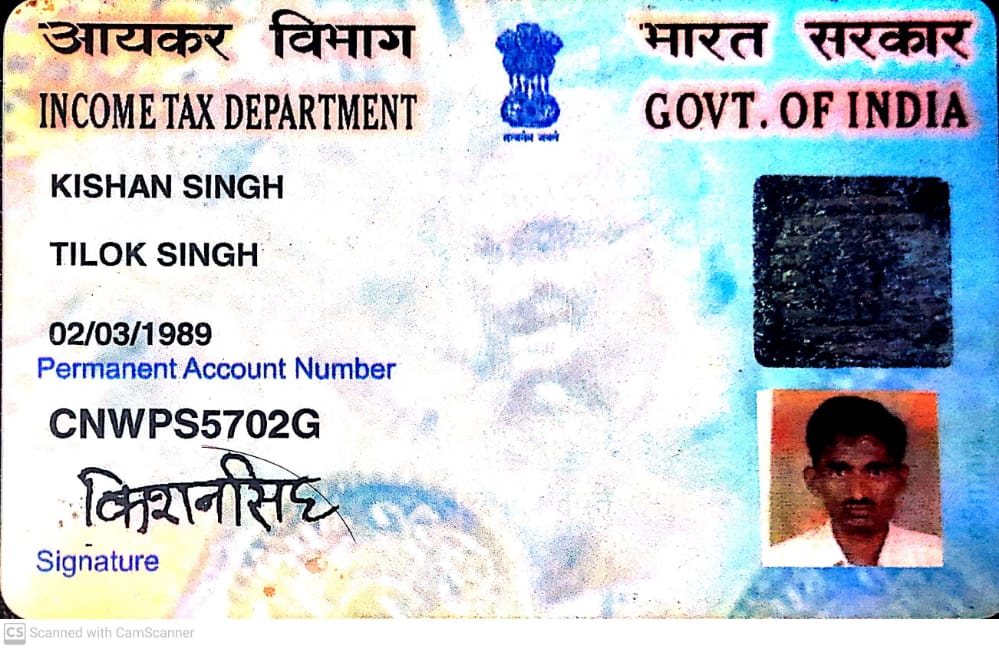 आयकर विभाग
भारत सरकार
INCOME TAX DEPARTMENT
GOVT. OF INDIA
सत्यमेव जयते
KISHAN SINGH
TILOK SINGH
02/03/1989
Permanent Account Number
CNWPS5702G
किशनसिंह
Signature
CS Scanned with CamScanner